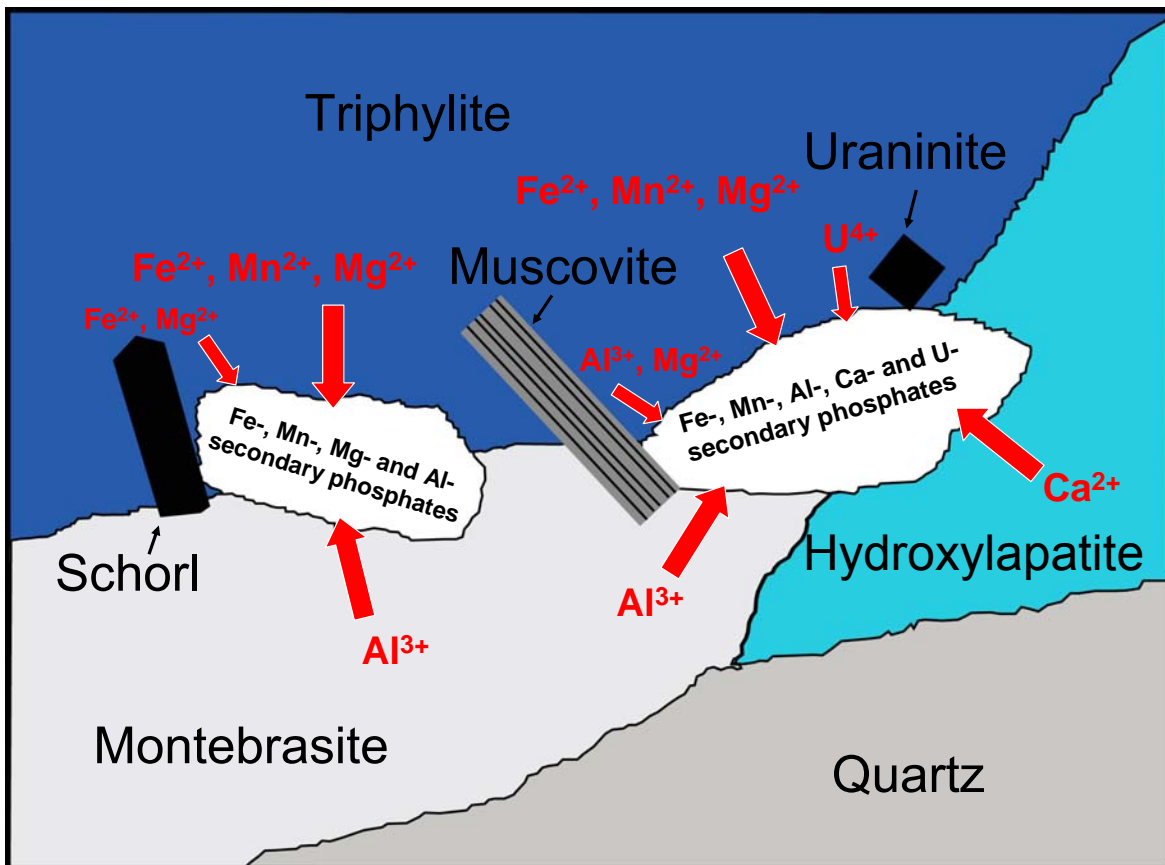 Triphylite
Uraninite
Fe²⁺, Mn²⁺, Mg²⁺
U⁴⁺
Fe²⁺, Mn²⁺, Mg²⁺
Muscovite
Fe²⁺, Mg²⁺
Al³⁺, Mg²⁺
Fe-, Mn-, Al-, Ca- and U-
secondary phosphates
Fe-, Mn-, Mg- and Al-
secondary phosphates
Ca²⁺
Schorl
Hydroxylapatite
Al³⁺
Al³⁺
Montebrasite
Quartz